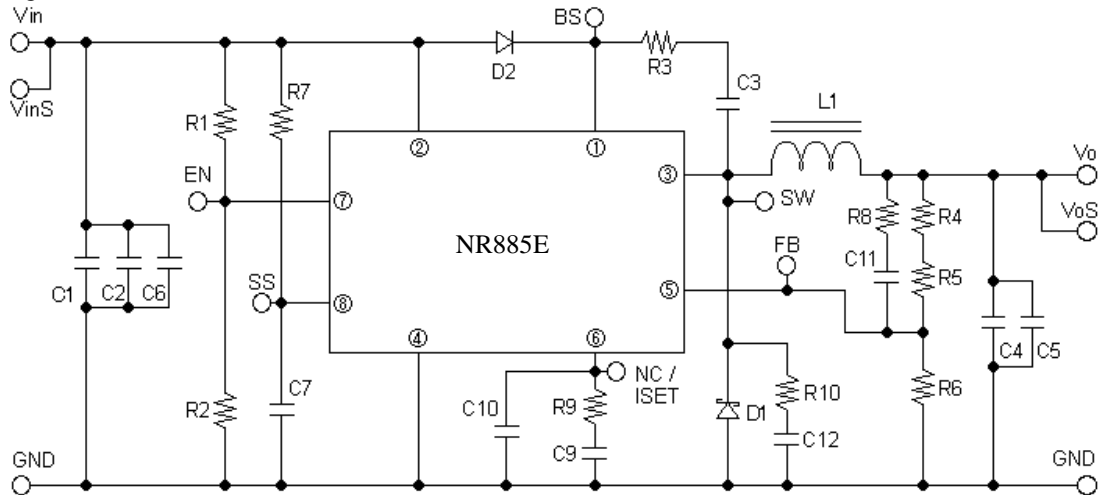 Vin
BS
D2
R3
C3
VinS
R7
R1
L1
②
①
Vo
EN
③
⑦
SW
VoS
R8
R4
NR885E
FB
C11
R5
SS
⑤
C1
C2
C6
⑧
④
⑥
C4
C5
NC /
ISET
C7
R10
R6
R2
C10
R9
D1
C9
C12
GND
GND